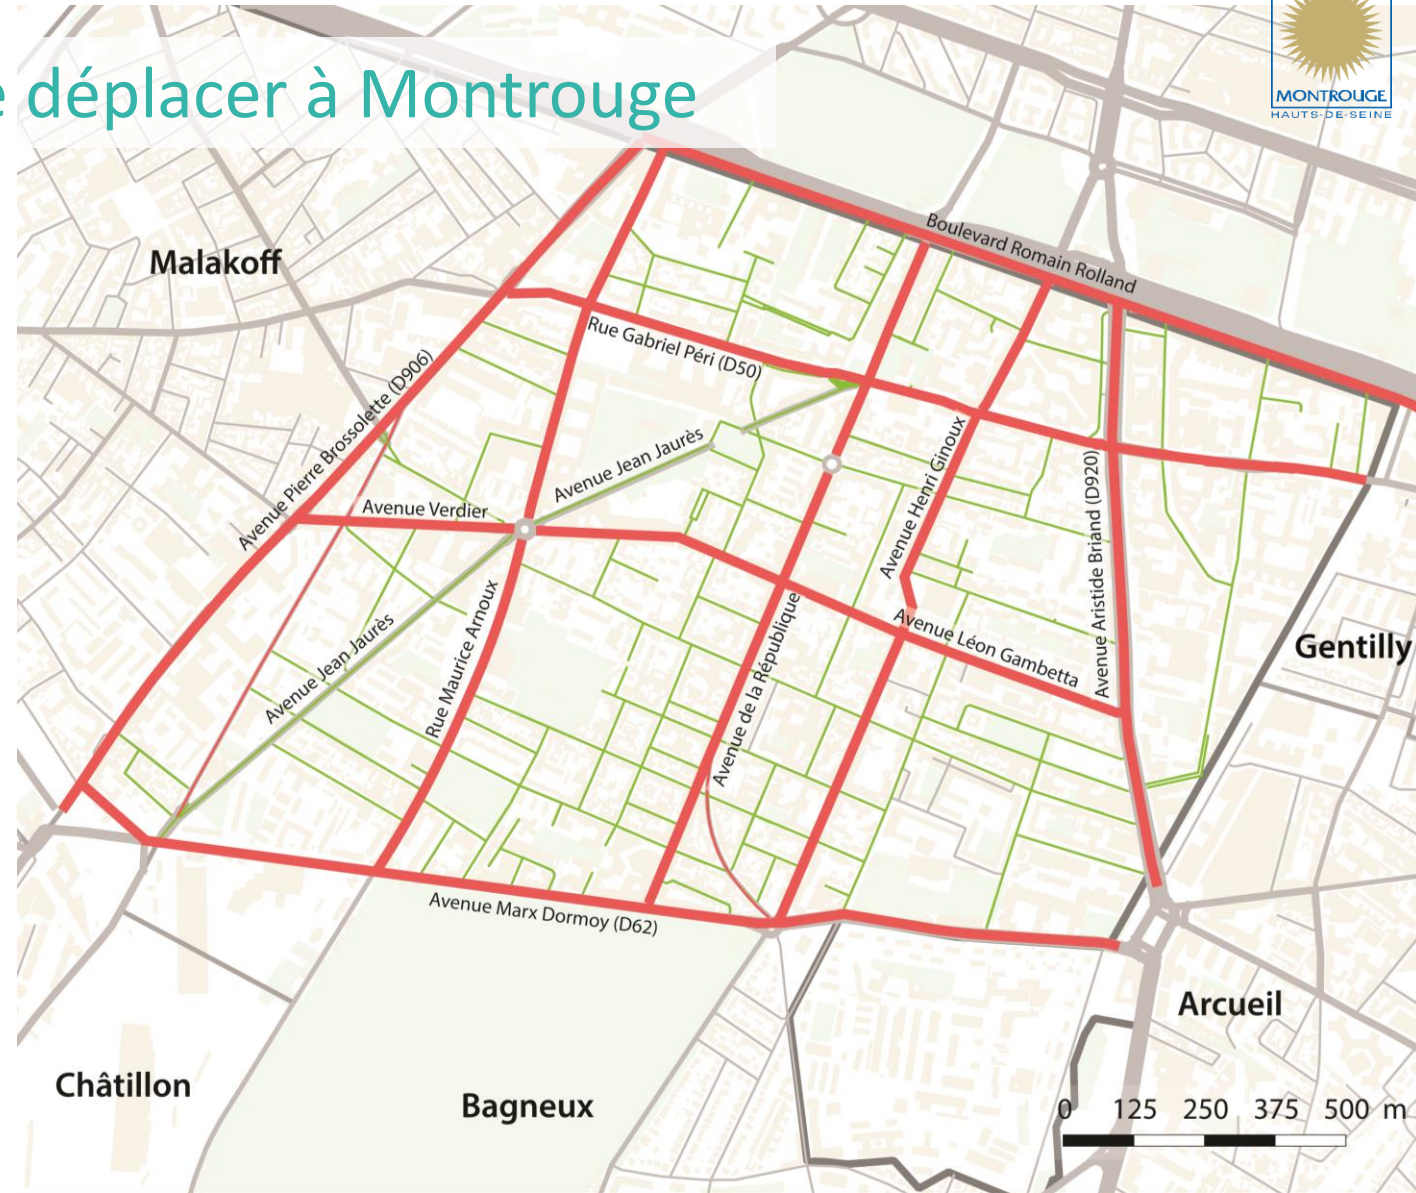 e déplacer à Montrouge
MONTROUGE
HAUTS-DE-SEINE
Boulevard Romain Rolland
Malakoff
Rue Gabriel Péri (D50)
Avenue Pierre Brossolette (D906)
Avenue Jean Jaurès
Avenue Henri Ginoux
Avenue Verdier
Avenue Aristide Briand (D920)
Avenue Jean Jaurès
Rue Maurice Arnoux
Avenue de la République
Avenue Léon Gambetta
Gentilly
Avenue Marx Dormoy (D62)
Arcueil
Châtillon
Bagneux
0 125 250 375 500 m